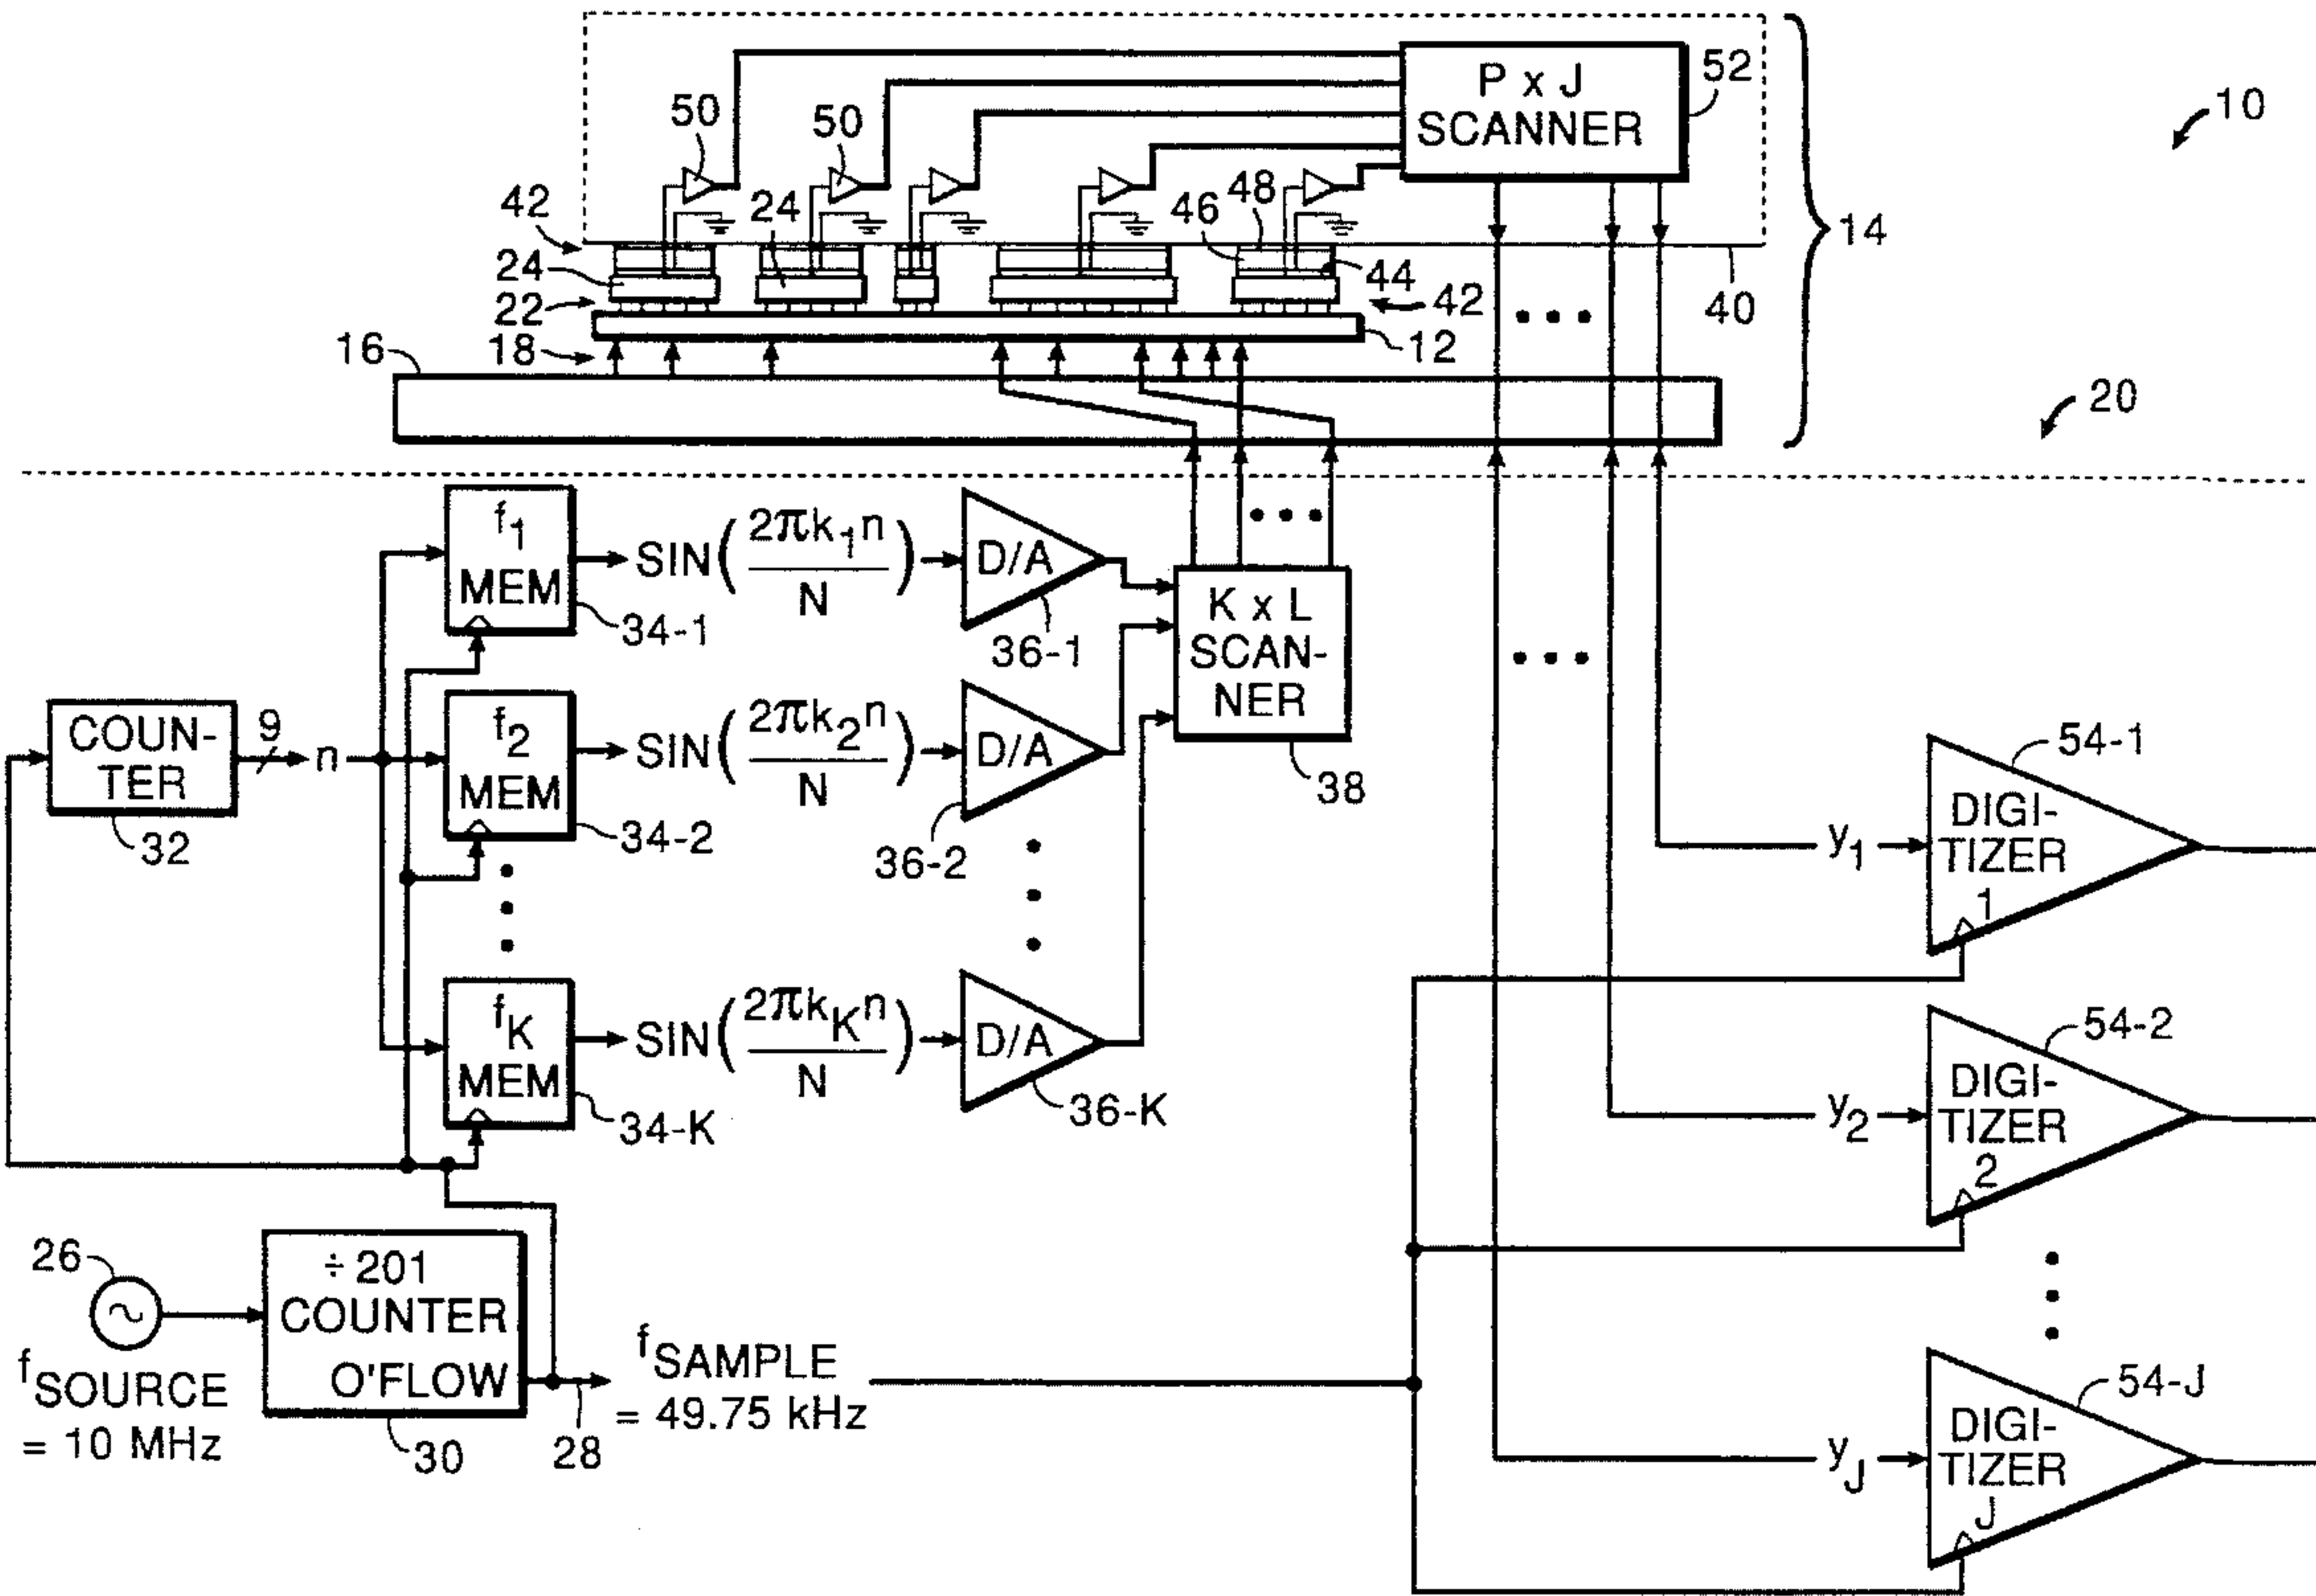 P x J
SCANNER
52
10
50
50
42
24
24
46
48
44
42
14
22
18
12
40
16
20
f1
MEM
34-1
SIN(2πk1n/N)
D/A
36-1
K x L
SCAN-
NER
38
COUN-
TER
32
9
n
f2
MEM
34-2
SIN(2πk2n/N)
D/A
36-2
fK
MEM
34-K
SIN(2πkKn/N)
D/A
36-K
y1
DIGI-
TIZER
1
54-1
y2
DIGI-
TIZER
2
54-2
yJ
DIGI-
TIZER
J
54-J
26
fSOURCE
= 10 MHz
÷ 201
COUNTER
O'FLOW
30
28
fSAMPLE
= 49.75 kHz